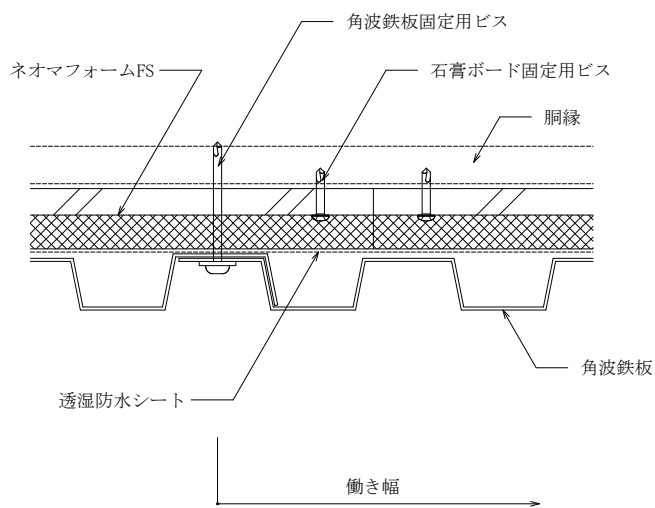 角波鉄板固定用ビス
ネオマフォームFS
石膏ボード固定用ビス
胴縁
角波鉄板
透湿防水シート
働き幅